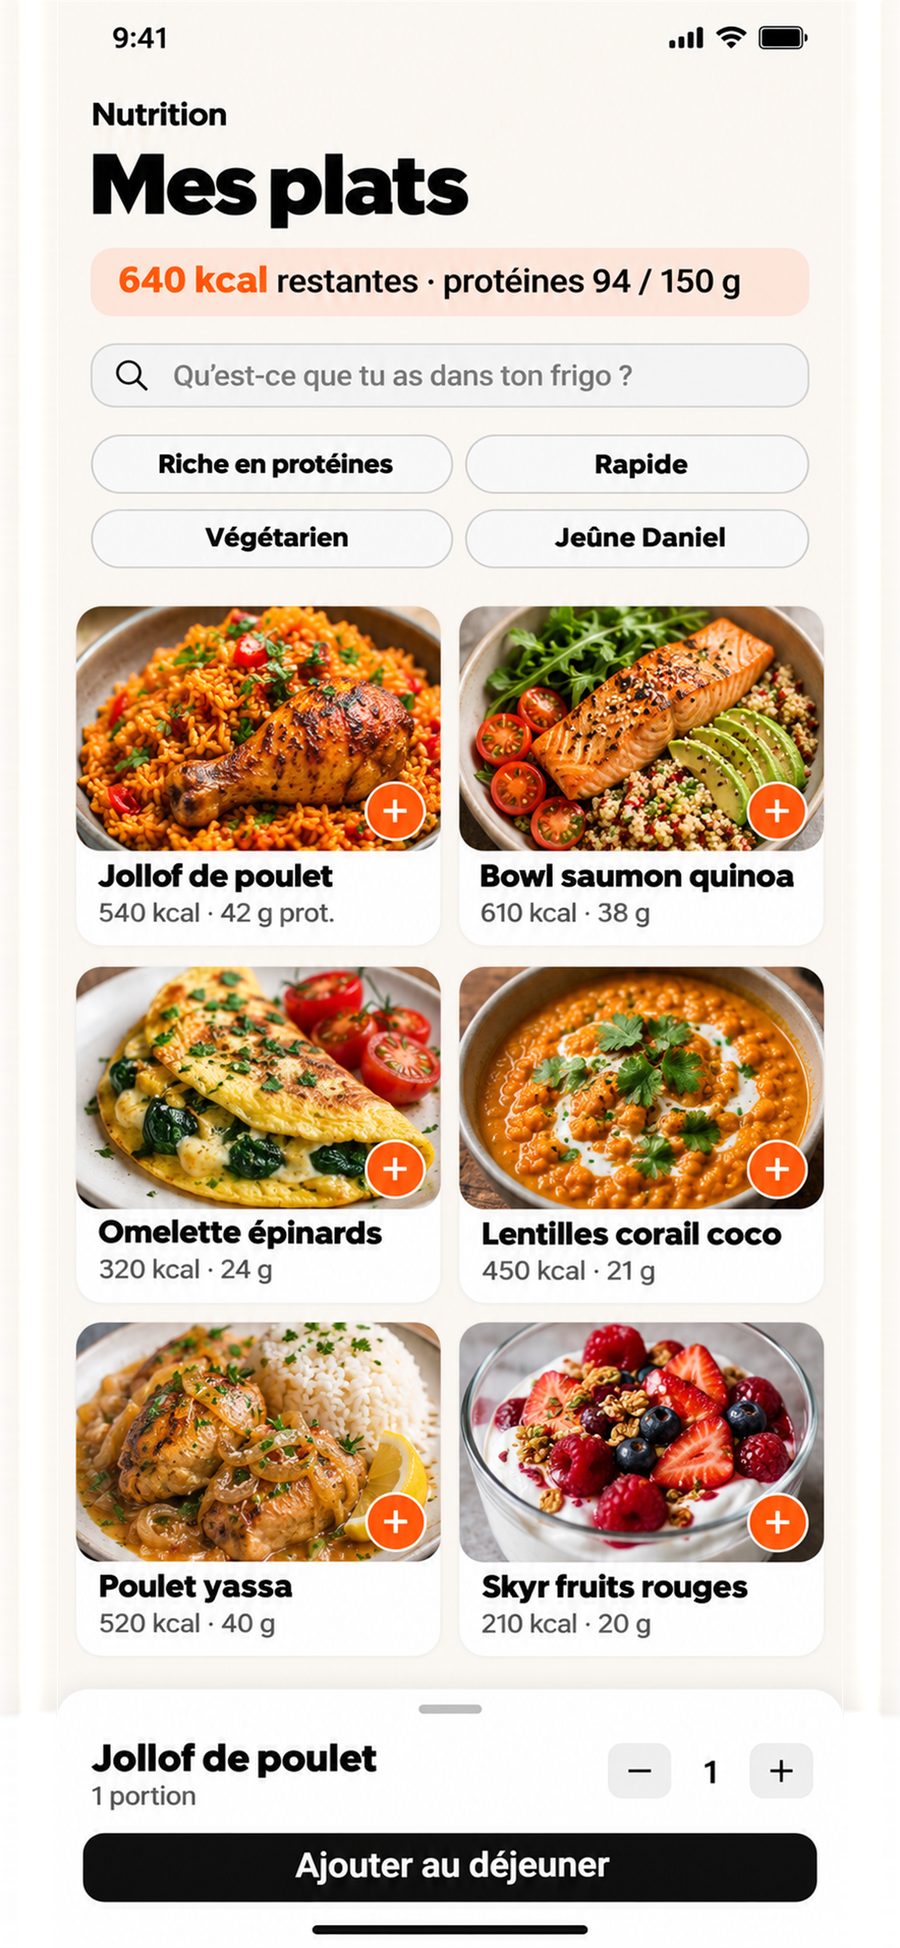 9:41
Nutrition
Mes plats
640 kcal restantes · protéines 94 / 150 g
Qu’est-ce que tu as dans ton frigo ?
Riche en protéines
Rapide
Végétarien
Jeûne Daniel
Jollof de poulet
540 kcal · 42 g prot.
Bowl saumon quinoa
610 kcal · 38 g
Omelette épinards
320 kcal · 24 g
Lentilles corail coco
450 kcal · 21 g
Poulet yassa
520 kcal · 40 g
Skyr fruits rouges
210 kcal · 20 g
Jollof de poulet
1 portion
1
Ajouter au déjeuner